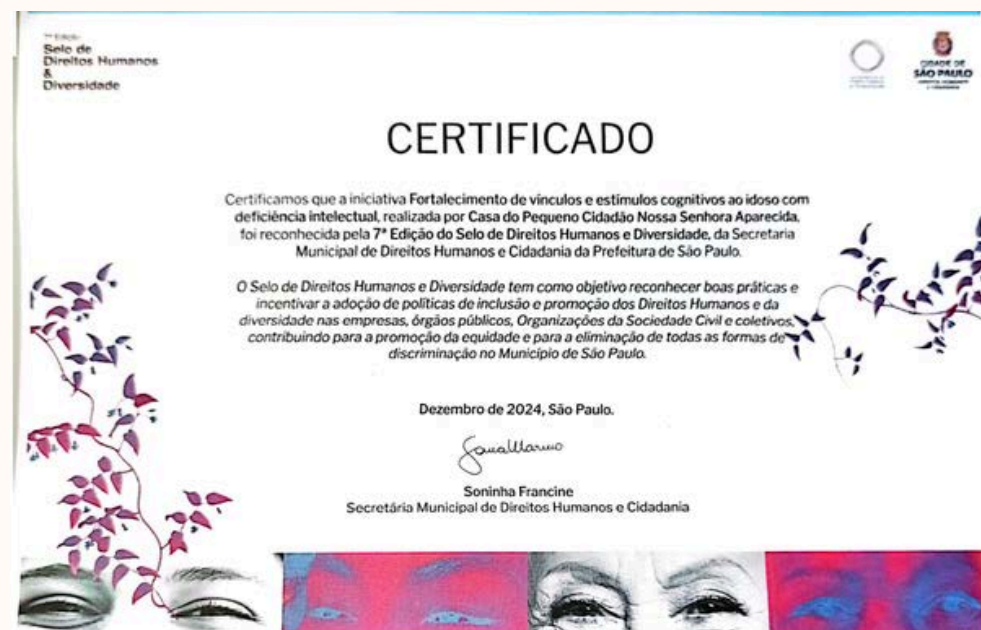 7ª Edição
Selo de
Direitos Humanos
&
Diversidade
CIDADE DE
SÃO PAULO
DIREITOS HUMANOS
E CIDADANIA
CERTIFICADO
Certificamos que a iniciativa Fortalecimento de vínculos e estímulos cognitivos ao idoso com
deficiência intelectual, realizada por Casa do Pequeno Cidadão Nossa Senhora Aparecida,
foi reconhecida pela 7ª Edição do Selo de Direitos Humanos e Diversidade, da Secretaria
Municipal de Direitos Humanos e Cidadania da Prefeitura de São Paulo.
O Selo de Direitos Humanos e Diversidade tem como objetivo reconhecer boas práticas e
incentivar a adoção de políticas de inclusão e promoção dos Direitos Humanos e da
diversidade nas empresas, órgãos públicos, Organizações da Sociedade Civil e coletivos,
contribuindo para a promoção da equidade e para a eliminação de todas as formas de
discriminação no Município de São Paulo.
Dezembro de 2024, São Paulo.
Soninha Francine
Secretária Municipal de Direitos Humanos e Cidadania